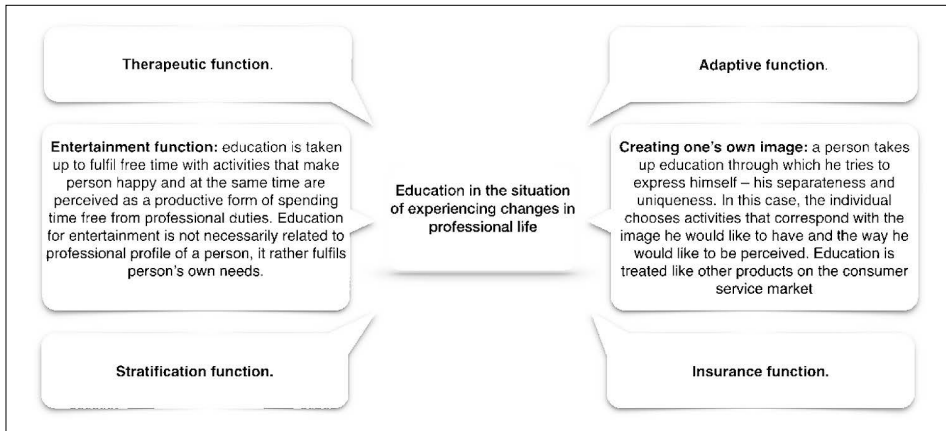 Therapeutic function.
Adaptive function.
Entertainment function: education is taken
up to fulfil free time with activities that make
person happy and at the same time are
perceived as a productive form of spending
time free from professional duties. Education
for entertainment is not necessarily related to
professional profile of a person, it rather fulfils
person's own needs.
Education in the situation
of experiencing changes in
professional life
Creating one's own image: a person takes
up education through which he tries to
express himself – his separateness and
uniqueness. In this case, the individual
chooses activities that correspond with the
image he would like to have and the way he
would like to be perceived. Education is
treated like other products on the consumer
service market
Stratification function.
Insurance function.